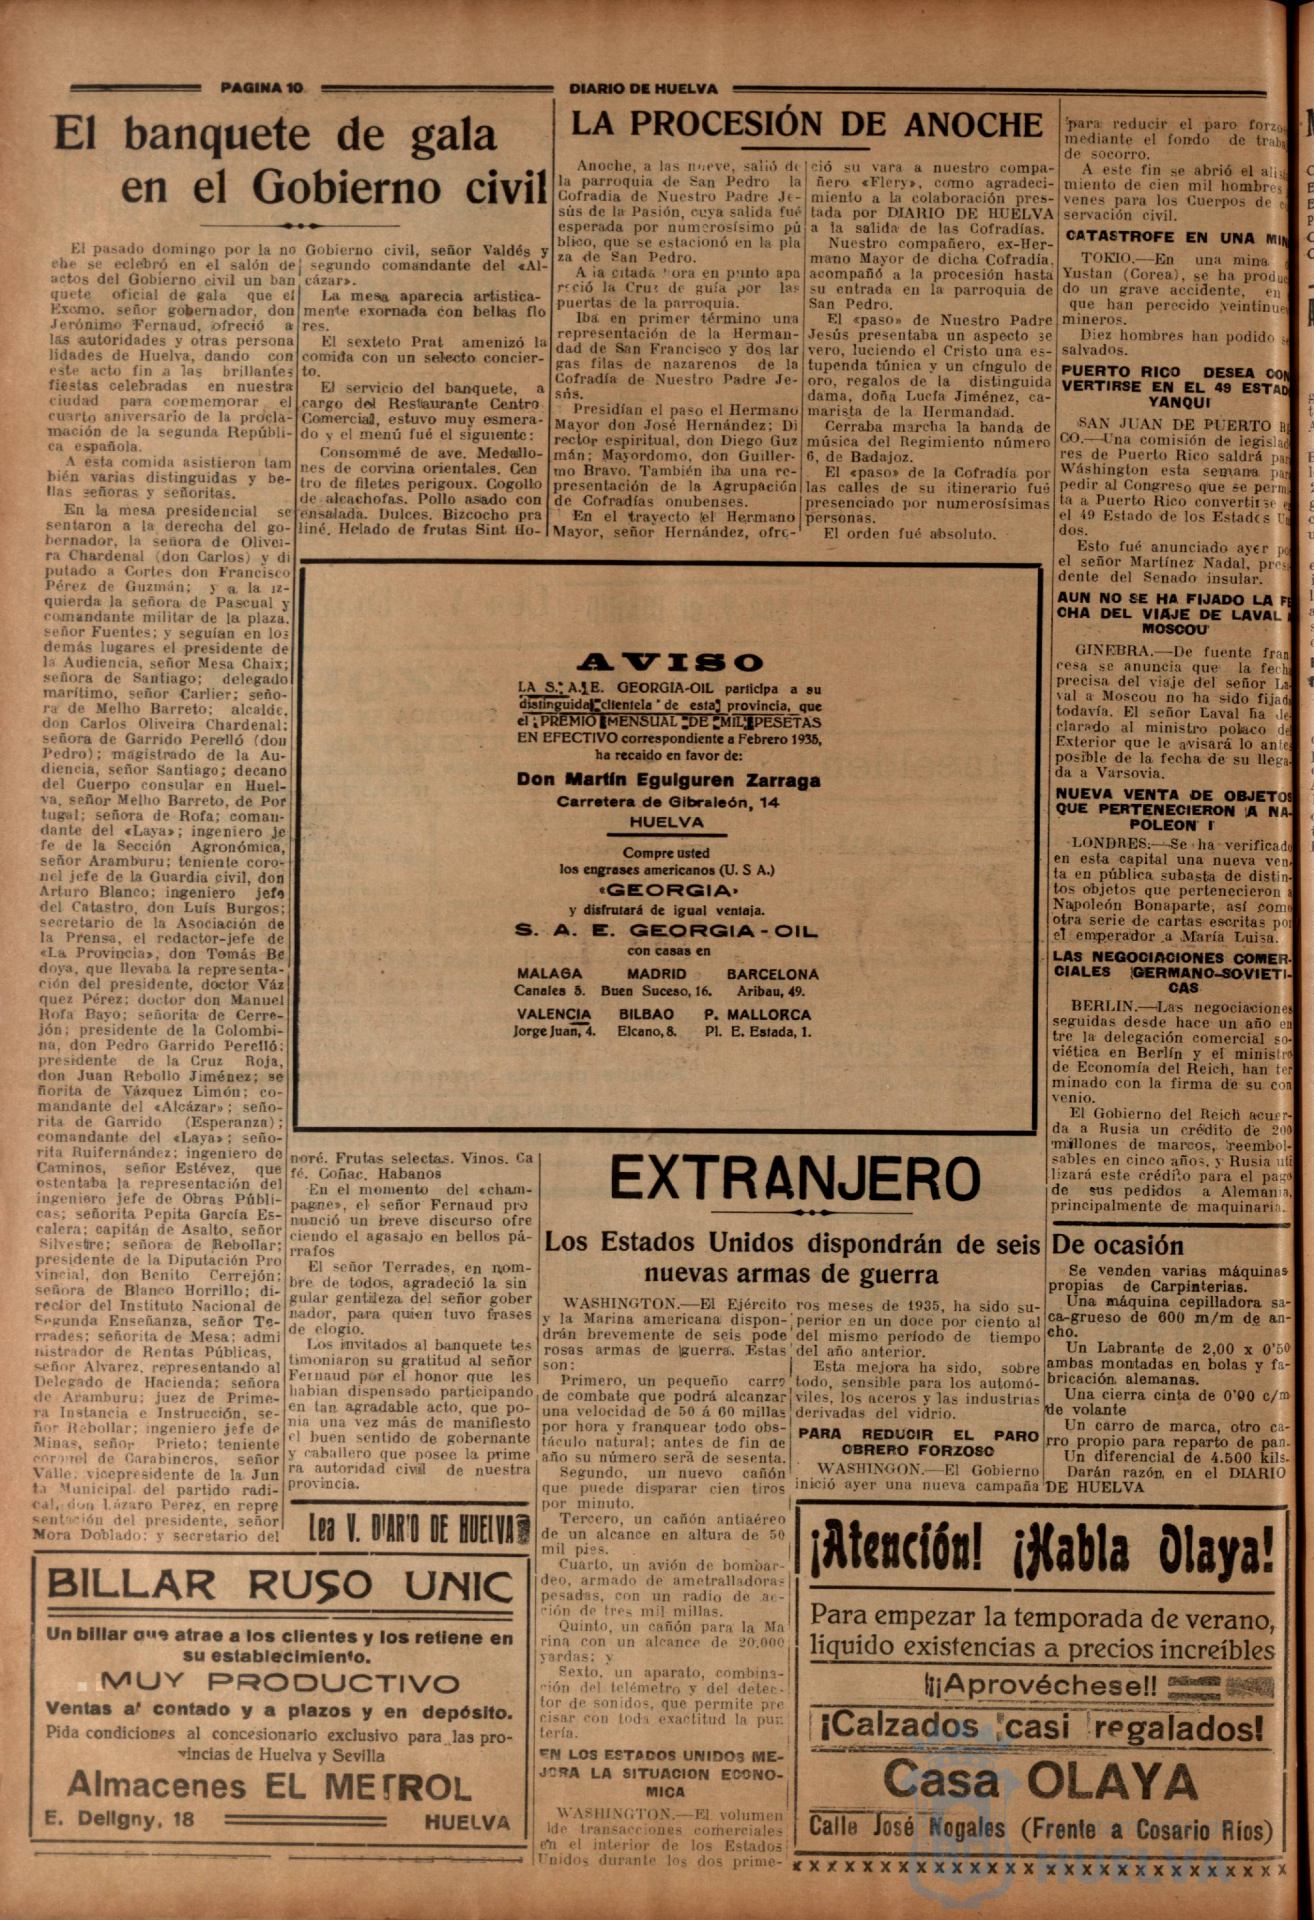 PAGINA 10
DIARIO DE HUELVA
El banquete de gala
en el Gobierno civil
El pasado domingo por la no
che se celebró en el salón de
actos del Gobierno civil un ban
quete oficial de gala que el
Excmo. señor gobernador, don
Jerónimo Fernaud, ofreció a
las autoridades y otras persona
lidades de Huelva, dando con
este acto fin a las brillantes
fiestas celebradas en nuestra
ciudad para conmemorar el
cuarto aniversario de la procla-
mación de la segunda Repúbli-
ca española.
A esta comida asistieron tam
bién varias distinguidas y be-
llas señoras y señoritas.
En la mesa presidencial se
sentaron a la derecha del go-
bernador, la señora de Olivei-
ra Chardenal (don Carlos) y di
putado a Cortes don Francisco
Pérez de Guzmán; y a la iz-
quierda la señora de Pascual y
comandante militar de la plaza,
señor Fuentes; y seguían en los
demás lugares el presidente de
la Audiencia, señor Mesa Chaix;
señora de Santiago; delegado
marítimo, señor Carlier; seño-
ra de Melho Barreto; alcalde,
don Carlos Oliveira Chardenal;
señora de Garrido Perelló (don
Pedro); magistrado de la Au-
diencia, señor Santiago; decano
del Cuerpo consular en Huel-
va, señor Melho Barreto, de Por
tugal; señora de Rofa; coman-
dante del «Laya»; ingeniero je
fe de la Sección Agronómica,
señor Aramburu; teniente coro-
nel jefe de la Guardia civil, don
Arturo Blanco; ingeniero jefe
del Catastro, don Luís Burgos;
secretario de la Asociación de
la Prensa, el redactor-jefe de
«La Provincia», don Tomás Be
doya, que llevaba la representa-
ción del presidente, doctor Váz
quez Pérez; doctor don Manuel
Rofa Bayo; señorita de Cerre-
jón; presidente de la Colombi-
na, don Pedro Garrido Perelló;
presidente de la Cruz Roja,
don Juan Rebollo Jiménez; se
ñorita de Vázquez Limón; co-
mandante del «Alcázar»; seño-
rita de Garrido (Esperanza);
comandante del «Laya»; seño-
rita Ruifernández; ingeniero de
Caminos, señor Estévez, que
ostentaba la representación del
ingeniero jefe de Obras Públi-
cas; señorita Pepita García Es-
calera; capitán de Asalto, señor
Silvestre; señora de Rebollar;
presidente de la Diputación Pro
vincial, don Benito Cerrejón;
señora de Blanco Horrillo; di-
rector del Instituto Nacional de
Segunda Enseñanza, señor Te-
rrades; señorita de Mesa; admi
nistrador de Rentas Públicas,
señor Alvarez, representando al
Delegado de Hacienda; señora
de Aramburu; juez de Prime-
ra Instancia e Instrucción, se-
ñor Rebollar; ingeniero jefe de
Minas, señor Prieto; teniente
coronel de Carabineros, señor
Valle; vicepresidente de la Jun
ta Municipal del partido radi-
cal, don Lázaro Pérez, en repre
sentación del presidente, señor
Mora Doblado; y secretario del
Gobierno civil, señor Valdés y
segundo comandante del «Al-
cázar».
La mesa aparecia artistica-
mente exornada con bellas flo
res.
El sexteto Prat amenizó la
comida con un selecto concier-
to.
El servicio del banquete, a
cargo del Restaurante Centro
Comercial, estuvo muy esmera-
do y el menú fué el siguiente:
Consommé de ave. Medallo-
nes de corvina orientales. Cen
tro de filetes perigoux. Cogollo
de alcachofas. Pollo asado con
ensalada. Dulces. Bizcocho pra
liné. Helado de frutas Sint Ho-
noré. Frutas selectas. Vinos. Ca
fé. Coñac. Habanos
En el momento del «cham-
pagne», el señor Fernaud pro
nunció un breve discurso ofre
ciendo el agasajo en bellos pá-
rrafos
El señor Terrades, en nom-
bre de todos, agradeció la sin
gular gentileza del señor gober
nador, para quien tuvo frases
de elogio.
Los invitados al banquete tes
timoniaron su gratitud al señor
Fernaud por el honor que les
habian dispensado participando
en tan agradable acto, que po-
nia una vez más de manifiesto
el buen sentido de gobernante
y caballero que posee la prime
ra autoridad civil de nuestra
provincia.
Lea V. DIARIO DE HUELVA
BILLAR RUSO UNIC
Un billar que atrae a los clientes y los retiene en
su establecimiento.
MUY PRODUCTIVO
Ventas al contado y a plazos y en depósito.
Pida condiciones al concesionario exclusivo para las pro-
vincias de Huelva y Sevilla
Almacenes EL METROL
E. Deligny, 18
HUELVA
LA PROCESIÓN DE ANOCHE
Anoche, a las nueve, salió de
la parroquia de San Pedro la
Cofradia de Nuestro Padre Je-
sús de la Pasión, cuya salida fué
esperada por numerosísimo pú
blico, que se estacionó en la pla
za de San Pedro.
A la citada hora en punto apa
reció la Cruz de guía por las
puertas de la parroquia.
Iba en primer término una
representación de la Herman-
dad de San Francisco y dos lar
gas filas de nazarenos de la
Cofradía de Nuestro Padre Je-
sús.
Presidían el paso el Hermano
Mayor don José Hernández; Di
rector espiritual, don Diego Guz
mán; Mayordomo, don Guiller-
mo Bravo. También iba una re-
presentación de la Agrupación
de Cofradías onubenses.
En el trayecto el Hermano
Mayor, señor Hernández, ofre-
ció su vara a nuestro compa-
ñero «Flery», como agradeci-
miento a la colaboración pres-
tada por DIARIO DE HUELVA
a la salida de las Cofradías.
Nuestro compañero, ex-Her-
mano Mayor de dicha Cofradía,
acompañó a la procesión hasta
su entrada en la parroquia de
San Pedro.
El «paso» de Nuestro Padre
Jesús presentaba un aspecto se
vero, luciendo el Cristo una es-
tupenda túnica y un cíngulo de
oro, regalos de la distinguida
dama, doña Lucía Jiménez, ca-
marista de la Hermandad.
Cerraba marcha la banda de
música del Regimiento número
6, de Badajoz.
El «paso» de la Cofradía por
las calles de su itinerario fué
presenciado por numerosísimas
personas.
El orden fué absoluto.
AVISO
LA S. A. E. GEORGIA-OIL participa a su
distinguida clientela de esta provincia, que
el PREMIO MENSUAL DE MIL PESETAS
EN EFECTIVO correspondiente a Febrero 1935,
ha recaido en favor de:
Don Martín Eguiguren Zarraga
Carretera de Gibraleón, 14
HUELVA
Compre usted
los engrases americanos (U. S A.)
«GEORGIA»
y disfrutará de igual ventaja.
S. A. E. GEORGIA-OIL
con casas en
MALAGA MADRID BARCELONA
Canales 5. Buen Suceso, 16. Aribau, 49.
VALENCIA BILBAO P. MALLORCA
Jorge Juan, 4. Elcano, 8. Pl. E. Estada, 1.
EXTRANJERO
Los Estados Unidos dispondrán de seis
nuevas armas de guerra
WASHINGTON.—El Ejército
y la Marina americana dispon-
drán brevemente de seis pode
rosas armas de guerra. Estas
son:
Primero, un pequeño carro
de combate que podrá alcanzar
una velocidad de 50 á 60 millas
por hora y franquear todo obs-
táculo natural; antes de fin de
año su número será de sesenta.
Segundo, un nuevo cañón
que puede disparar cien tiros
por minuto.
Tercero, un cañón antiaéreo
de un alcance en altura de 50
mil pies.
Cuarto, un avión de bombar-
deo, armado de ametralladoras
pesadas, con un radio de ac-
ción de tres mil millas.
Quinto, un cañón para la Ma
rina con un alcance de 20.000
yardas; y
Sexto, un aparato, combina-
ción del telémetro y del detec-
tor de sonidos, que permite pre
cisar con toda exactitud la pun
tería.
EN LOS ESTADOS UNIDOS ME-
JORA LA SITUACION ECONO-
MICA
WASHINGTON.—El volumen
de transacciones comerciales
en el interior de los Estados
Unidos durante los dos prime-
ros meses de 1935, ha sido su-
perior en un doce por ciento al
del mismo período de tiempo
del año anterior.
Esta mejora ha sido, sobre
todo, sensible para los automó-
viles, los aceros y las industrias
derivadas del vidrio.
PARA REDUCIR EL PARO
OBRERO FORZOSO
WASHINGON.—El Gobierno
inició ayer una nueva campaña
para reducir el paro forzo
mediante el fondo de traba
de socorro.
A este fin se abrió el alis
miento de cien mil hombres
venes para los Cuerpos de
servación civil.
CATASTROFE EN UNA MIN
TOKIO.—En una mina
Yustan (Corea), se ha produ
do un grave accidente, en
que han perecido veintinue
mineros.
Diez hombres han podido
salvados.
PUERTO RICO DESEA CON
VERTIRSE EN EL 49 ESTAD
YANQUI
SAN JUAN DE PUERTO
CO.—Una comisión de legislad
res de Puerto Rico saldrá par
Wáshington esta semana par
pedir al Congreso que se permi
ta a Puerto Rico convertirse
el 49 Estado de los Estados Un
dos.
Esto fué anunciado ayer po
el señor Martínez Nadal, pres
dente del Senado insular.
AUN NO SE HA FIJADO LA FE
CHA DEL VIAJE DE LAVAL
MOSCOU
GINEBRA.—De fuente fran
cesa se anuncia que la fech
precisa del viaje del señor La
val a Moscou no ha sido fijad
todavía. El señor Laval ha de
clarado al ministro polaco de
Exterior que le avisará lo ante
posible de la fecha de su llega
da a Varsovia.
NUEVA VENTA DE OBJETOS
QUE PERTENECIERON A NA-
POLEON I
LONDRES.—Se ha verificado
en esta capital una nueva ven
ta en pública subasta de distin
tos objetos que pertenecieron a
Napoleón Bonaparte, así como
otra serie de cartas escritas por
el emperador a María Luisa.
LAS NEGOCIACIONES COMER-
CIALES GERMANO-SOVIETI-
CAS
BERLIN.—Las negociaciones
seguidas desde hace un año en
tre la delegación comercial so-
viética en Berlín y el ministro
de Economía del Reich, han ter
minado con la firma de su con
venio.
El Gobierno del Reich acuer-
da a Rusia un crédito de 200
millones de marcos, reembol-
sables en cinco años, y Rusia uti
lizará este crédito para el pago
de sus pedidos a Alemania,
principalmente de maquinaria.
De ocasión
Se venden varias máquinas
propias de Carpinterias.
Una máquina cepilladora sa-
ca-grueso de 600 m/m de an-
cho.
Un Labrante de 2,00 x 0'50
ambas montadas en bolas y fa-
bricación alemanas.
Una cierra cinta de 0'90 c/m
de volante
Un carro de marca, otro ca-
rro propio para reparto de pan.
Un diferencial de 4.500 kils.
Darán razón, en el DIARIO
DE HUELVA
¡Atención! ¡Habla Olaya!
Para empezar la temporada de verano,
liquido existencias a precios increíbles
¡¡¡Aprovéchese!!
¡Calzados casi regalados!
Casa OLAYA
Calle José Nogales (Frente a Cosario Ríos)
HUELVA